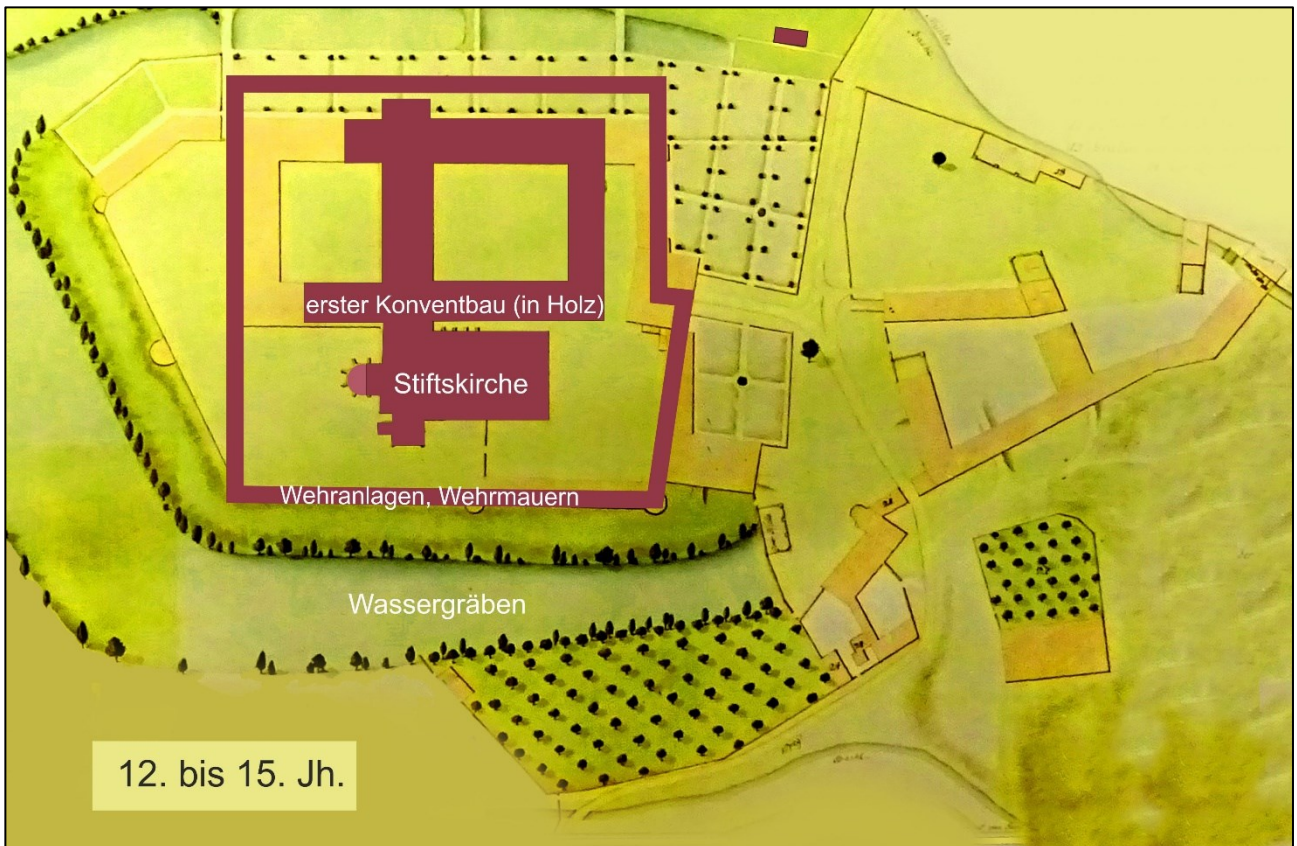 erster Konventbau (in Holz)
Stiftskirche
Wehranlagen, Wehrmauern
Wassergräben
12. bis 15. Jh.